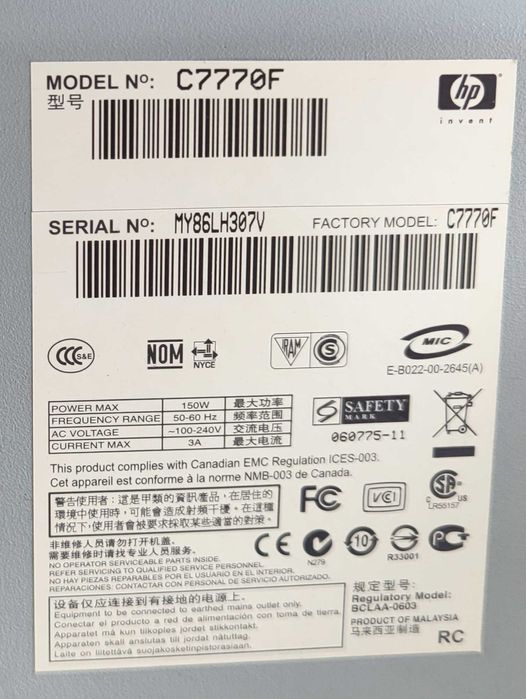 MODEL Nº: C7770F
型号
hp
invent
SERIAL Nº: MY86LH307V FACTORY MODEL: C7770F
CCC S&E
NOM
NYCE
IRAM
S
MIC
E-B022-00-2645(A)
POWER MAX 150W 最大功率
FREQUENCY RANGE 50-60 Hz 频率范围
AC VOLTAGE ~100-240V 交流电压
CURRENT MAX 3A 最大电流
SAFETY
MARK
060775-11
This product complies with Canadian EMC Regulation ICES-003.
Cet appareil est conforme à la norme NMB-003 de Canada.
警告使用者：這是甲類的資訊產品，在居住的
環境中使用時，可能會造成射頻干擾。在這種
情況下，使用者會被要求採取某些適當的對策。
FC
VCI
C SA US
LR55157
非维修人员请勿打开机盖。
需要维修时请找专业人员服务。
NO OPERATOR SERVICEABLE PARTS INSIDE.
REFER SERVICING TO QUALIFIED SERVICE PERSONNEL.
NO HAY PIEZAS REPARABLES POR EL USUARIO EN EL INTERIOR.
REPARACIONES: CONTACTAR CON PERSONAL DE SERVICIO AUTORIZADO.
CE
N279
10
R33001
设备仅应连接到有接地的电源上.
Equipment to be connected to earthed mains outlet only.
Conectar el producto a red de alimentación con toma de tierra.
Apparatet må kun tilkoples jordet stikkontakt.
Apparaten skall anslutas till jordat nätuttag.
Laite on liitettävä suojakosketinpistorasiaan.
规定型号:
Regulatory Model:
BCLAA-0603
PRODUCT OF MALAYSIA
马来西亚制造
RC